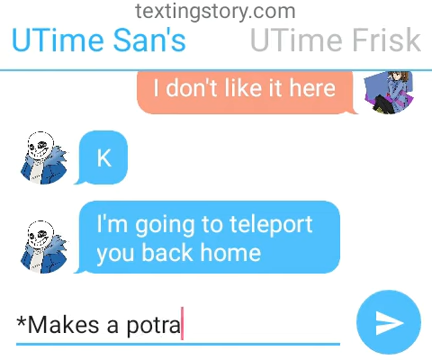 textingstory.com
UTime San's UTime Frisk
I don't like it here
K
I'm going to teleport
you back home
*Makes a potra